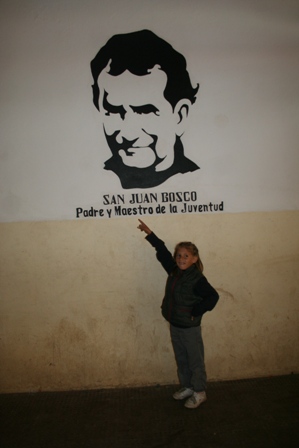 SAN JUAN BOSCO
Padre y Maestro de la Juventud